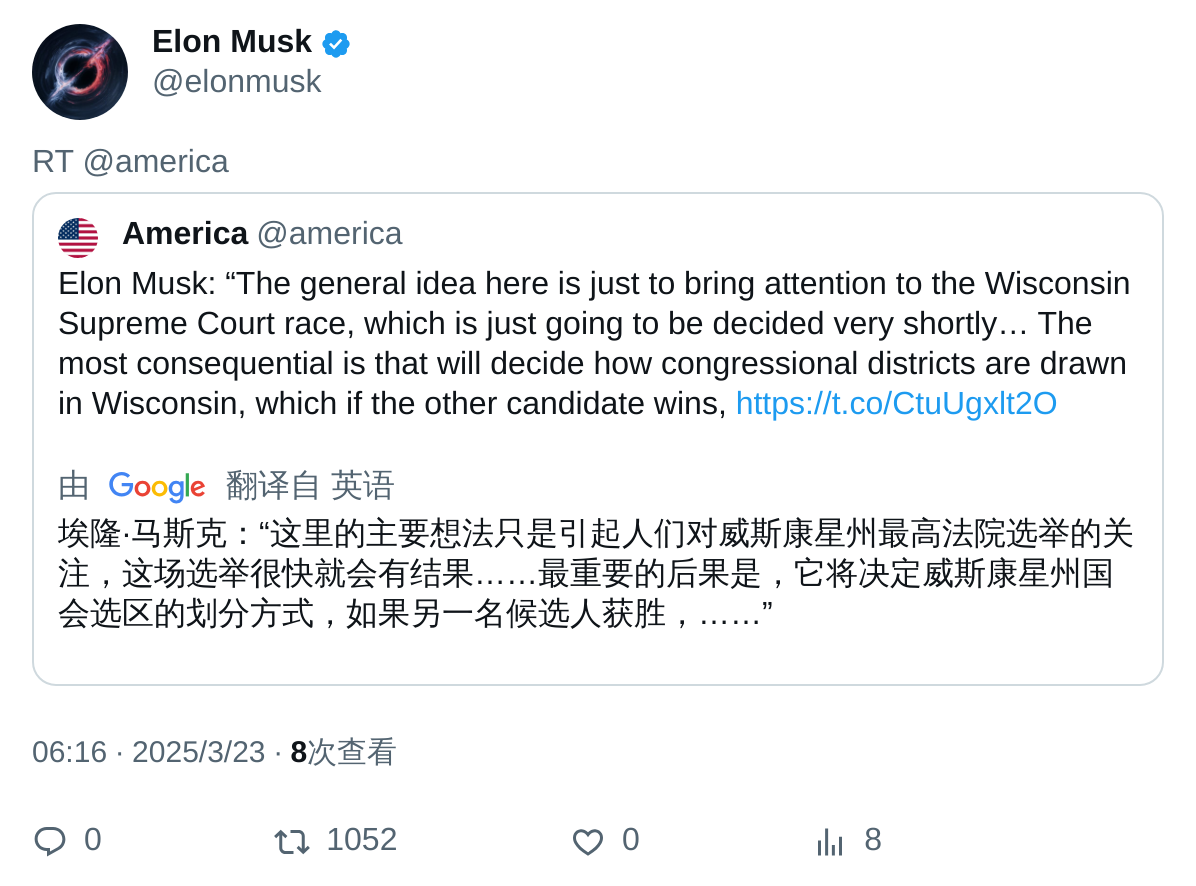 Elon Musk
@elonmusk
RT @america
America @america
Elon Musk: “The general idea here is just to bring attention to the Wisconsin
Supreme Court race, which is just going to be decided very shortly… The
most consequential is that will decide how congressional districts are drawn
in Wisconsin, which if the other candidate wins, https://t.co/CtuUgxlt2O
由 Google 翻译自 英语
埃隆·马斯克：“这里的主要想法只是引起人们对威斯康星州最高法院选举的关
注，这场选举很快就会有结果……最重要的后果是，它将决定威斯康星州国
会选区的划分方式，如果另一名候选人获胜，……”
06:16 · 2025/3/23 · 8次查看
0 1052 0 8